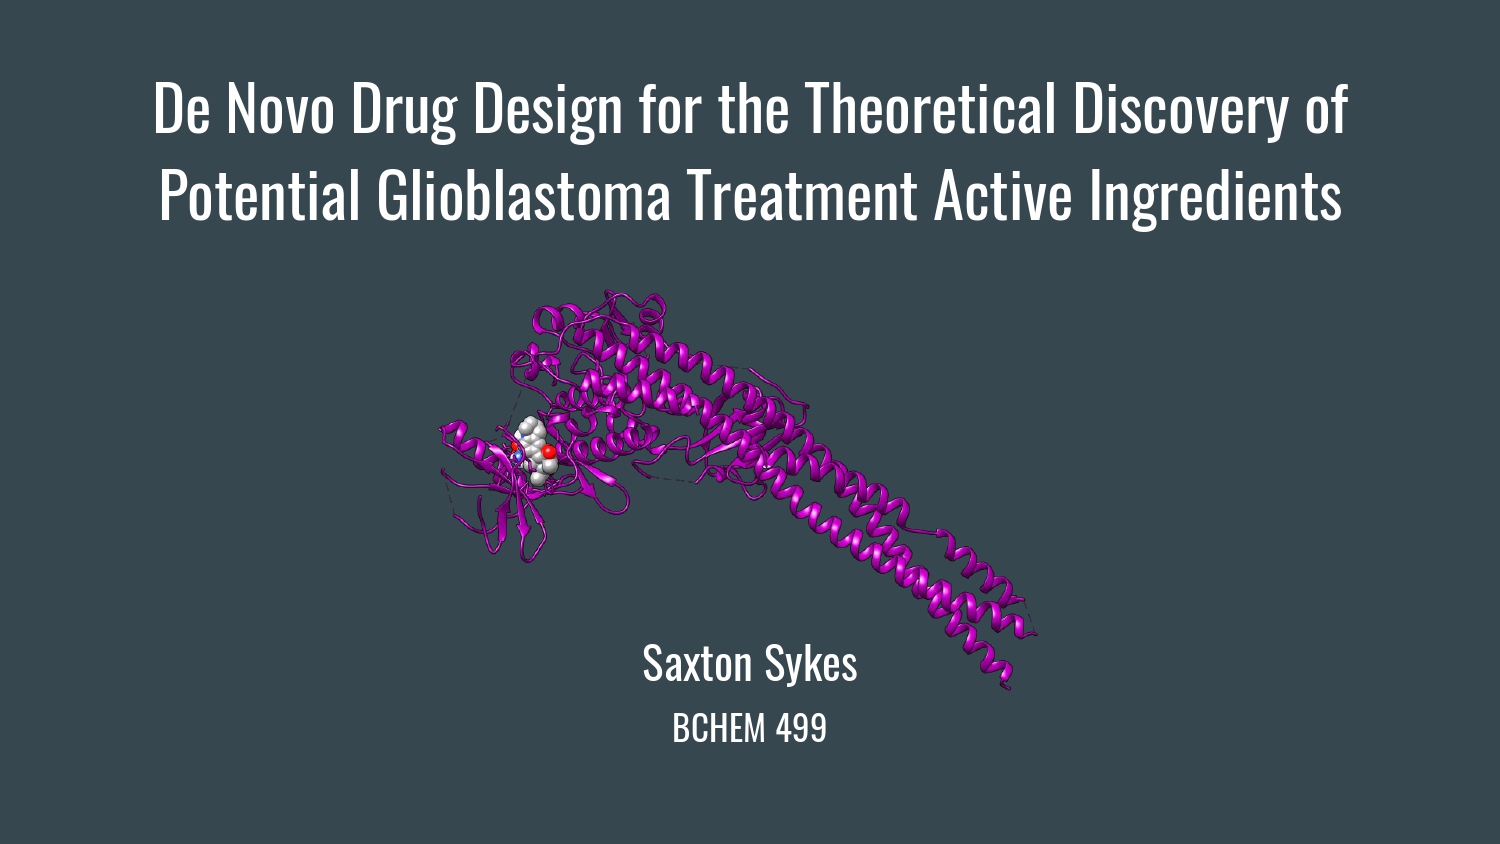 De Novo Drug Design for the Theoretical Discovery of
Potential Glioblastoma Treatment Active Ingredients
Saxton Sykes
BCHEM 499